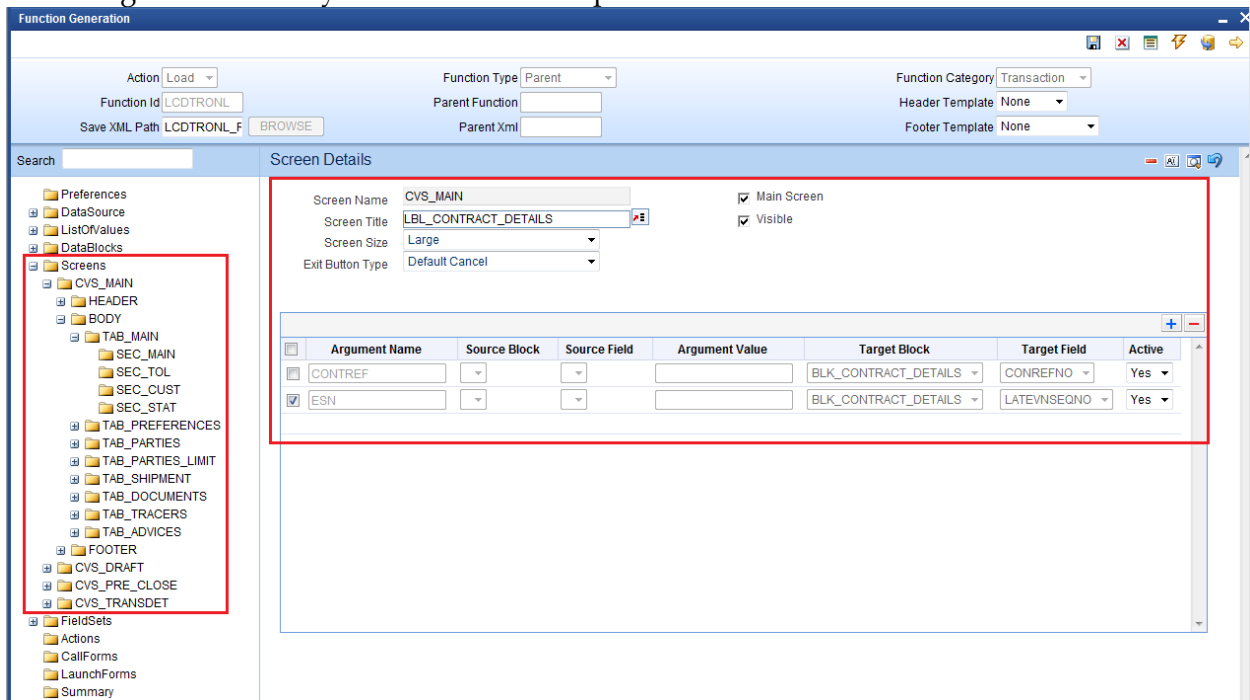 Function Generation
Action Load Function Type Parent Function Category Transaction
Function Id LCDTRONL Parent Function Header Template None
Save XML Path LCDTRONL_F BROWSE Parent Xml Footer Template None
Search Screen Details
Preferences
DataSource
ListOfValues
DataBlocks
Screens
CVS_MAIN
HEADER
BODY
TAB_MAIN
SEC_MAIN
SEC_TOL
SEC_CUST
SEC_STAT
TAB_PREFERENCES
TAB_PARTIES
TAB_PARTIES_LIMIT
TAB_SHIPMENT
TAB_DOCUMENTS
TAB_TRACERS
TAB_ADVICES
FOOTER
CVS_DRAFT
CVS_PRE_CLOSE
CVS_TRANSDET
FieldSets
Actions
CallForms
LaunchForms
Summary
Screen Name CVS_MAIN Main Screen
Screen Title LBL_CONTRACT_DETAILS Visible
Screen Size Large
Exit Button Type Default Cancel
Argument Name Source Block Source Field Argument Value Target Block Target Field Active
CONTREF BLK_CONTRACT_DETAILS CONREFNO Yes
ESN BLK_CONTRACT_DETAILS LATEVNSEQNO Yes